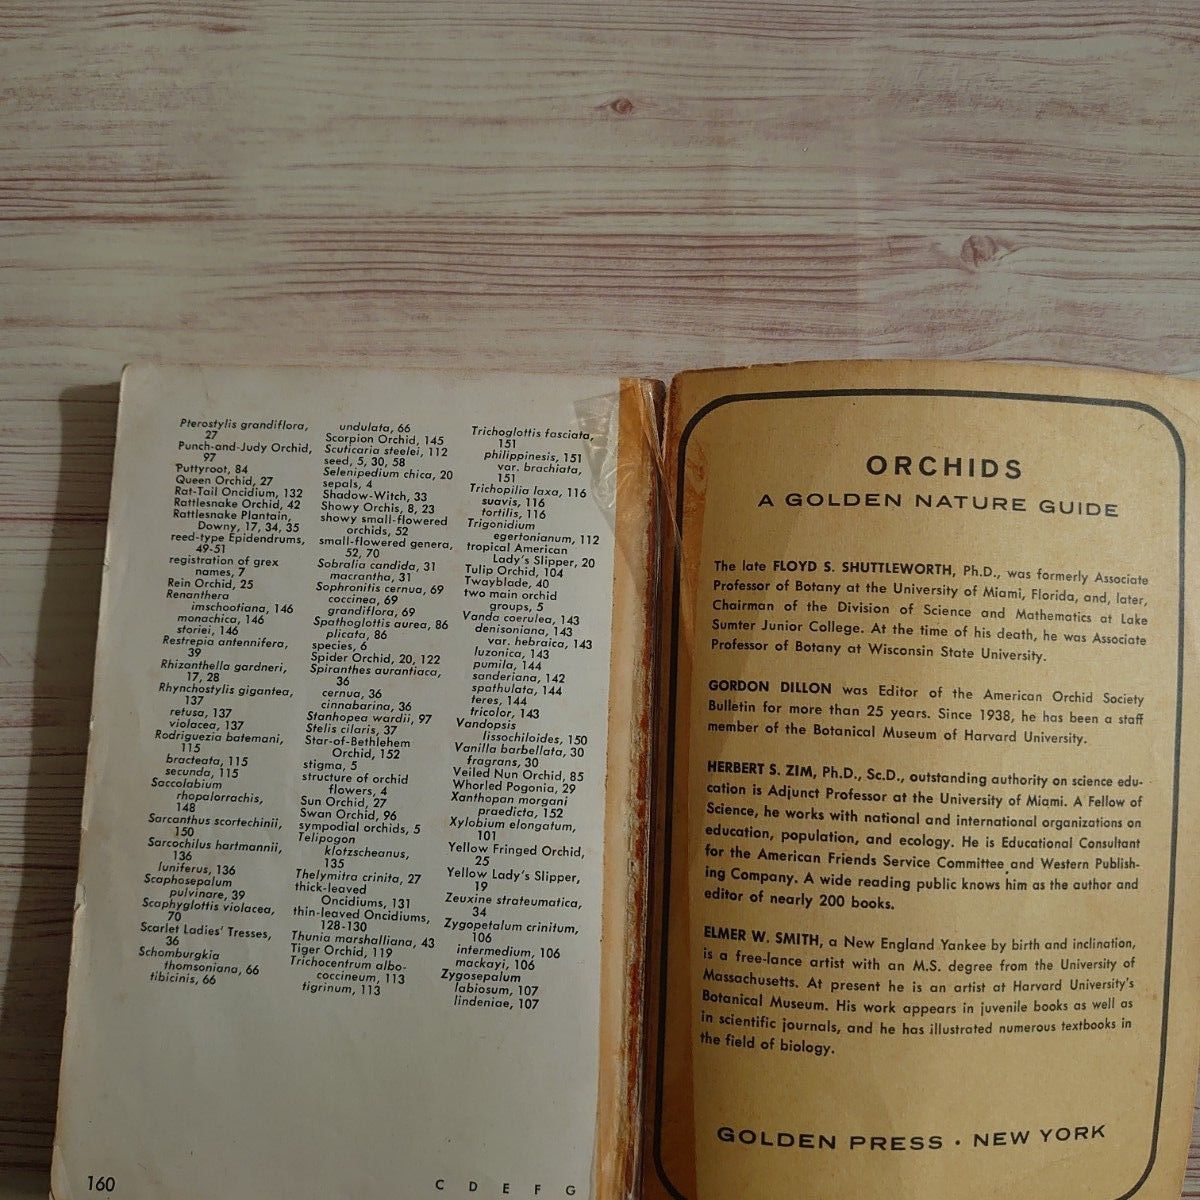 Pterostylis grandiflora,
27
Punch-and-Judy Orchid,
97
Puttyroot, 84
Queen Orchid, 27
Rat-Tail Oncidium, 132
Rattlesnake Orchid, 42
Rattlesnake Plantain,
Downy, 17, 34, 35
reed-type Epidendrums,
49-51
registration of grex
names, 7
Rein Orchid, 25
Renanthera
imschootiana, 146
monachica, 146
storiei, 146
Restrepia antennifera,
39
Rhizanthella gardneri,
17, 28
Rhynchostylis gigantea,
137
retusa, 137
violacea, 137
Rodriguezia batemani,
115
bracteata, 115
secunda, 115
Saccolabium
rhopalorrachis,
148
Sarcanthus scortechinii,
150
Sarcochilus hartmannii,
136
luniferus, 136
Scaphosepalum
pulvinare, 39
Scaphyglottis violacea,
70
Scarlet Ladies' Tresses,
36
Schomburgkia
thomsoniana, 66
tibicinis, 66
undulata, 66
Scorpion Orchid, 145
Scuticaria steelei, 112
seed, 5, 30, 58
Selenipedium chica, 20
sepals, 4
Shadow-Witch, 33
Showy Orchis, 8, 23
showy small-flowered
orchids, 52
small-flowered genera,
52, 70
Sobralia candida, 31
macrantha, 31
Sophronitis cernua, 69
coccinea, 69
grandiflora, 69
Spathoglottis aurea, 86
plicata, 86
species, 6
Spider Orchid, 20, 122
Spiranthes aurantiaca,
36
cernua, 36
cinnabarina, 36
Stanhopea wardii, 97
Stelis cilaris, 37
Star-of-Bethlehem
Orchid, 152
stigma, 5
structure of orchid
flowers, 4
Sun Orchid, 27
Swan Orchid, 96
sympodial orchids, 5
Telipogon
klotzscheanus,
135
Thelymitra crinita, 27
thick-leaved
Oncidiums, 131
thin-leaved Oncidiums,
128-130
Thunia marshalliana, 43
Tiger Orchid, 119
Trichocentrum albo-
coccineum, 113
tigrinum, 113
Trichoglottis fasciata,
151
philippinesis, 151
var. brachiata,
151
Trichopilia laxa, 116
suavis, 116
tortilis, 116
Trigonidium
egertonianum, 112
tropical American
Lady's Slipper, 20
Tulip Orchid, 104
Twayblade, 40
two main orchid
groups, 5
Vanda coerulea, 143
denisoniana, 143
var. hebraica, 143
luzonica, 143
pumila, 144
sanderiana, 142
spathulata, 144
teres, 144
tricolor, 143
Vandopsis
lissochiloides, 150
Vanilla barbellata, 30
fragrans, 30
Veiled Nun Orchid, 85
Whorled Pogonia, 29
Xanthopan morgani
praedicta, 152
Xylobium elongatum,
101
Yellow Fringed Orchid,
25
Yellow Lady's Slipper,
19
Zeuxine strateumatica,
34
Zygopetalum crinitum,
106
intermedium, 106
mackayi, 106
Zygosepalum
labiosum, 107
lindeniae, 107
160
C D E F G
ORCHIDS
A GOLDEN NATURE GUIDE
The late FLOYD S. SHUTTLEWORTH, Ph.D., was formerly Associate
Professor of Botany at the University of Miami, Florida, and, later,
Chairman of the Division of Science and Mathematics at Lake
Sumter Junior College. At the time of his death, he was Associate
Professor of Botany at Wisconsin State University.
GORDON DILLON was Editor of the American Orchid Society
Bulletin for more than 25 years. Since 1938, he has been a staff
member of the Botanical Museum of Harvard University.
HERBERT S. ZIM, Ph.D., Sc.D., outstanding authority on science edu-
cation is Adjunct Professor at the University of Miami. A Fellow of
Science, he works with national and international organizations on
education, population, and ecology. He is Educational Consultant
for the American Friends Service Committee and Western Publish-
ing Company. A wide reading public knows him as the author and
editor of nearly 200 books.
ELMER W. SMITH, a New England Yankee by birth and inclination,
is a free-lance artist with an M.S. degree from the University of
Massachusetts. At present he is an artist at Harvard University's
Botanical Museum. His work appears in juvenile books as well as
in scientific journals, and he has illustrated numerous textbooks in
the field of biology.
GOLDEN PRESS • NEW YORK